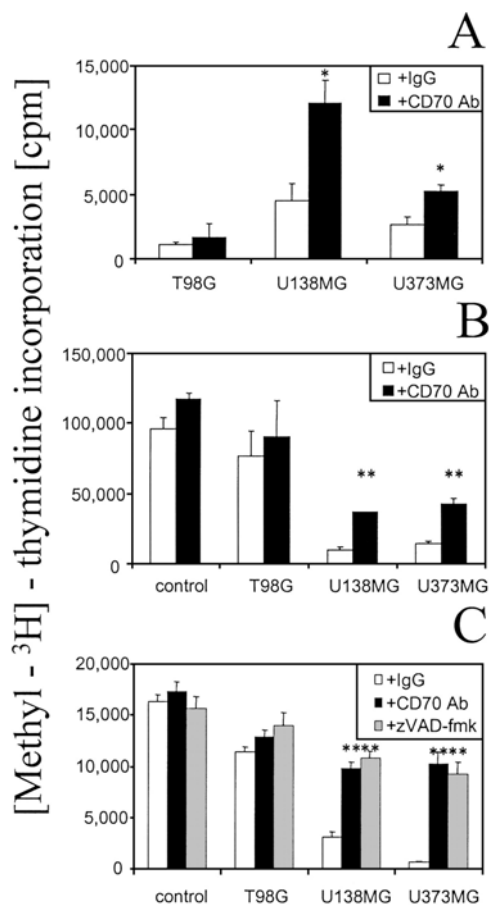 [Methyl - ³H] - thymidine incorporation [cpm]
A
15,000
10,000
5,000
0
+IgG
+CD70 Ab
*
*
T98G U138MG U373MG
B
150,000
100,000
50,000
0
+IgG
+CD70 Ab
** **
control T98G U138MG U373MG
C
20,000
15,000
10,000
5,000
0
+IgG
+CD70 Ab
+zVAD-fmk
**** ****
control T98G U138MG U373MG